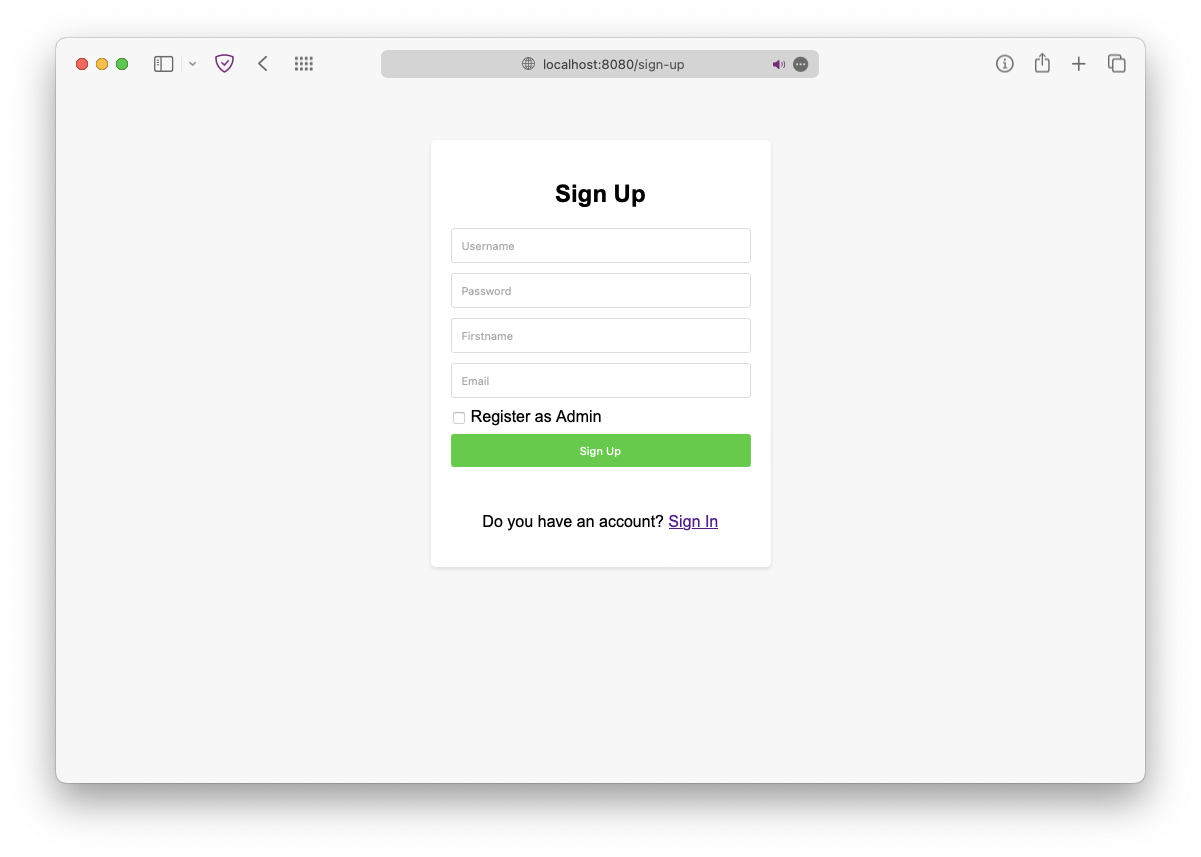 localhost:8080/sign-up
Sign Up
Username
Password
Firstname
Email
Register as Admin
Sign Up
Do you have an account? Sign In